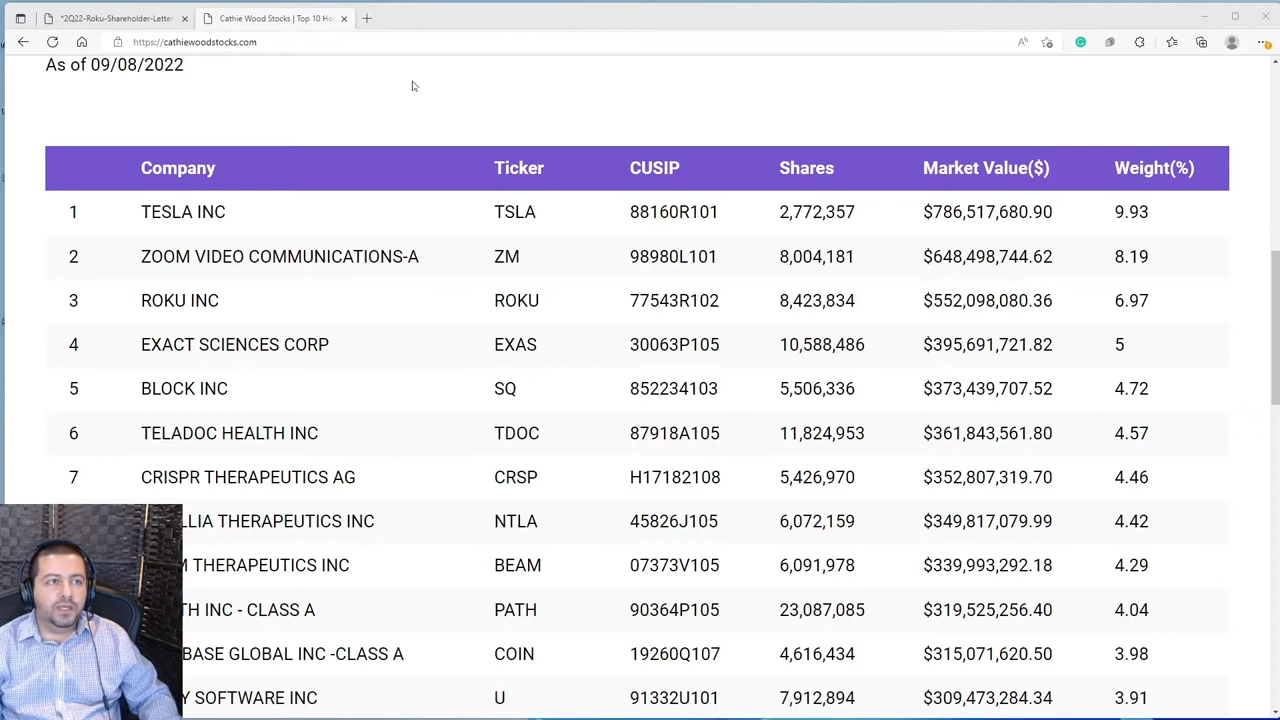 *2Q22-Roku-Shareholder-Letter
Cathie Wood Stocks | Top 10 Ho
https://cathiewoodstocks.com
As of 09/08/2022
Company Ticker CUSIP Shares Market Value($) Weight(%)
1 TESLA INC TSLA 88160R101 2,772,357 $786,517,680.90 9.93
2 ZOOM VIDEO COMMUNICATIONS-A ZM 98980L101 8,004,181 $648,498,744.62 8.19
3 ROKU INC ROKU 77543R102 8,423,834 $552,098,080.36 6.97
4 EXACT SCIENCES CORP EXAS 30063P105 10,588,486 $395,691,721.82 5
5 BLOCK INC SQ 852234103 5,506,336 $373,439,707.52 4.72
6 TELADOC HEALTH INC TDOC 87918A105 11,824,953 $361,843,561.80 4.57
7 CRISPR THERAPEUTICS AG CRSP H17182108 5,426,970 $352,807,319.70 4.46
LLIA THERAPEUTICS INC NTLA 45826J105 6,072,159 $349,817,079.99 4.42
M THERAPEUTICS INC BEAM 07373V105 6,091,978 $339,993,292.18 4.29
TH INC - CLASS A PATH 90364P105 23,087,085 $319,525,256.40 4.04
BASE GLOBAL INC -CLASS A COIN 19260Q107 4,616,434 $315,071,620.50 3.98
Y SOFTWARE INC U 91332U101 7,912,894 $309,473,284.34 3.91